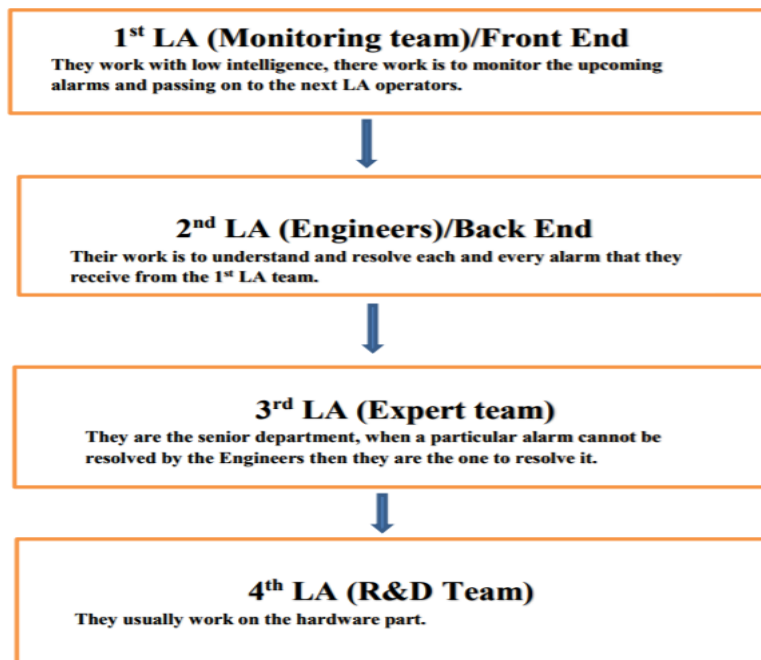 1st LA (Monitoring team)/Front End
They work with low intelligence, there work is to monitor the upcoming
alarms and passing on to the next LA operators.
2nd LA (Engineers)/Back End
Their work is to understand and resolve each and every alarm that they
receive from the 1st LA team.
3rd LA (Expert team)
They are the senior department, when a particular alarm cannot be
resolved by the Engineers then they are the one to resolve it.
4th LA (R&D Team)
They usually work on the hardware part.